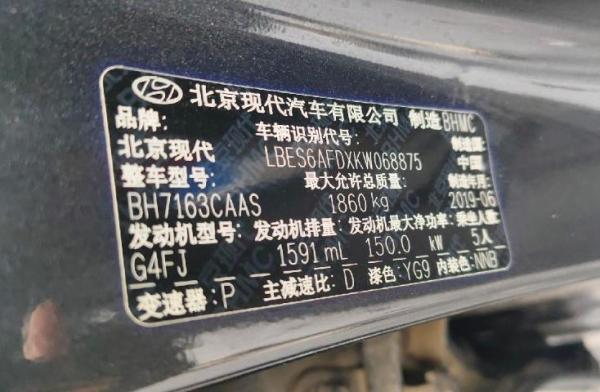 北京现代汽车有限公司 制造 BHMC
品牌: 车辆识别代号: 制造国:
北京现代 LBES6AFDXKW068875 中国
整车型号: 最大允许总质量: 制造年月:
BH7163CAAS 1860 kg 2019-06
发动机型号: 发动机排量: 发动机最大净功率: 乘坐人数:
G4FJ 1591 mL 150.0 kW 5人
变速器: P 主减速比: D 漆色: YG9 内装色: NNB